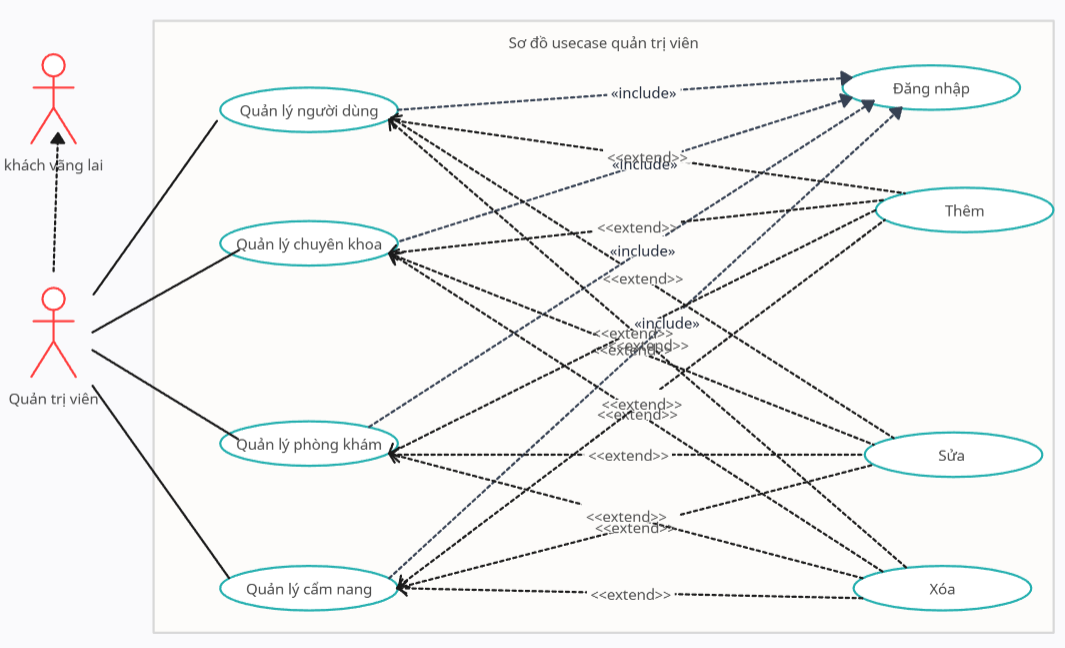 Sơ đồ usecase quản trị viên
khách vãng lai
Quản trị viên
Quản lý người dùng
Quản lý chuyên khoa
Quản lý phòng khám
Quản lý cẩm nang
Đăng nhập
Thêm
Sửa
Xóa
«include»
<<extend>>
«include»
<<extend>>
«include»
<<extend>>
«include»
<<extend>>
<<extend>>
<<extend>>
<<extend>>
<<extend>>
<<extend>>
<<extend>>
<<extend>>
<<extend>>